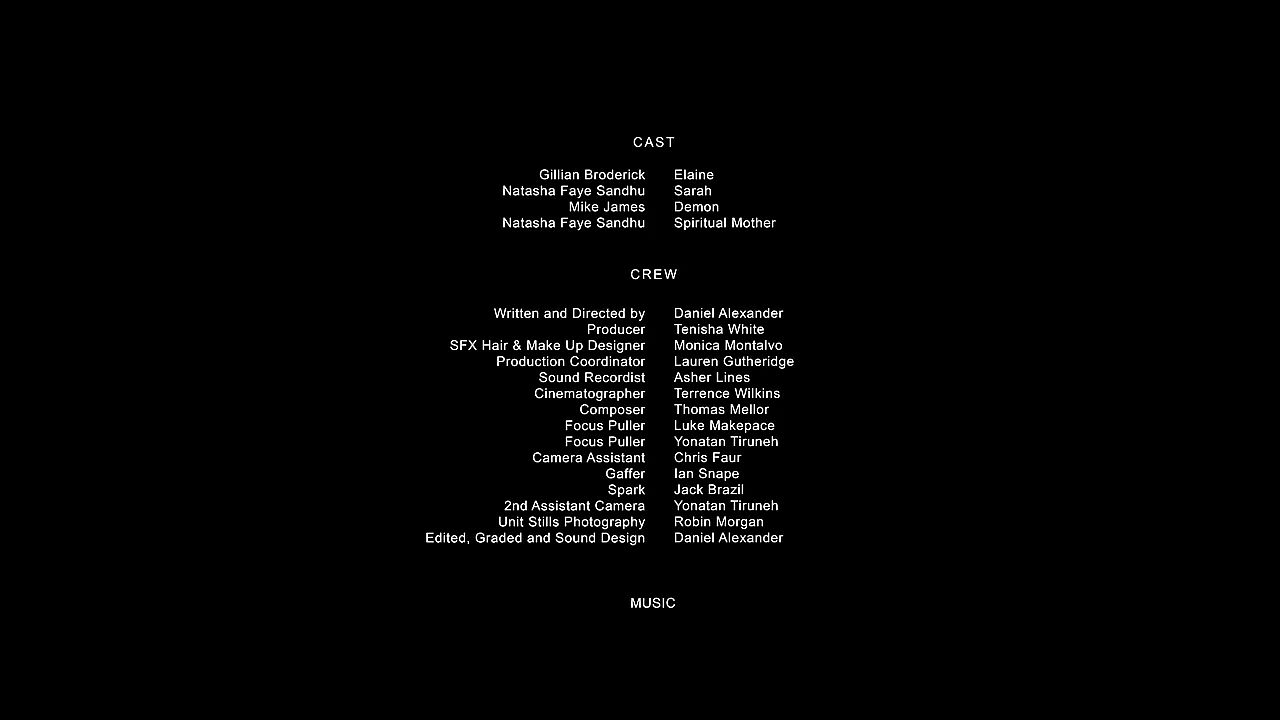 CAST
Gillian Broderick Elaine
Natasha Faye Sandhu Sarah
Mike James Demon
Natasha Faye Sandhu Spiritual Mother
CREW
Written and Directed by Daniel Alexander
Producer Tenisha White
SFX Hair & Make Up Designer Monica Montalvo
Production Coordinator Lauren Gutheridge
Sound Recordist Asher Lines
Cinematographer Terrence Wilkins
Composer Thomas Mellor
Focus Puller Luke Makepace
Focus Puller Yonatan Tiruneh
Camera Assistant Chris Faur
Gaffer Ian Snape
Spark Jack Brazil
2nd Assistant Camera Yonatan Tiruneh
Unit Stills Photography Robin Morgan
Edited, Graded and Sound Design Daniel Alexander
MUSIC